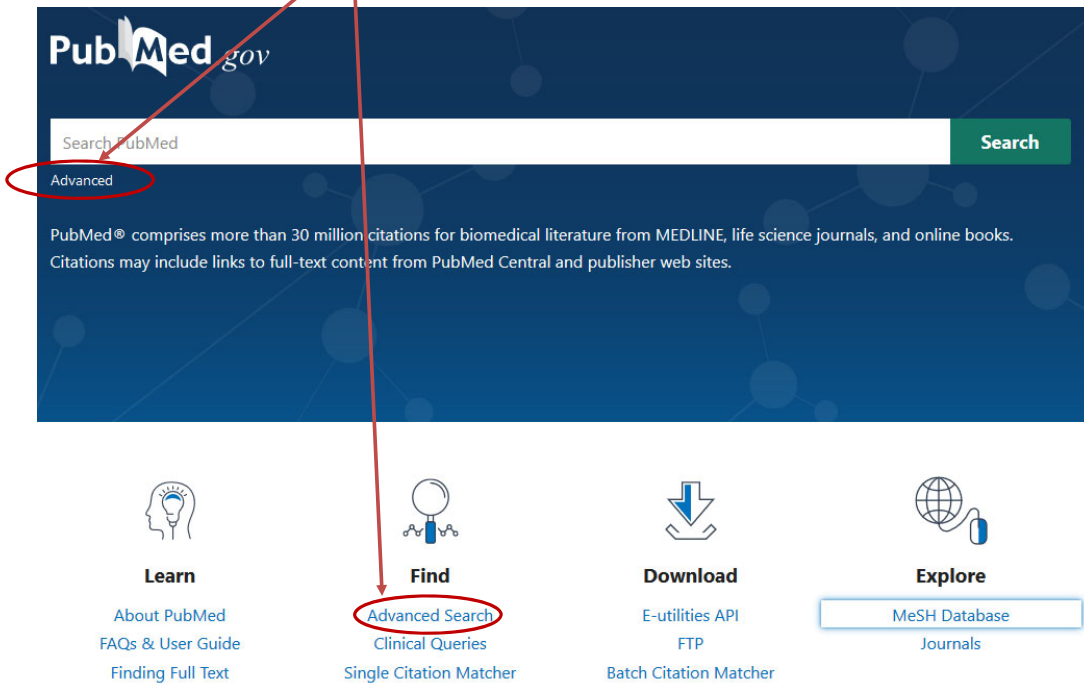 PubMed gov
Search PubMed
Search
Advanced
PubMed® comprises more than 30 million citations for biomedical literature from MEDLINE, life science journals, and online books.
Citations may include links to full-text content from PubMed Central and publisher web sites.
Learn
About PubMed
FAQs & User Guide
Finding Full Text
Find
Advanced Search
Clinical Queries
Single Citation Matcher
Download
E-utilities API
FTP
Batch Citation Matcher
Explore
MeSH Database
Journals